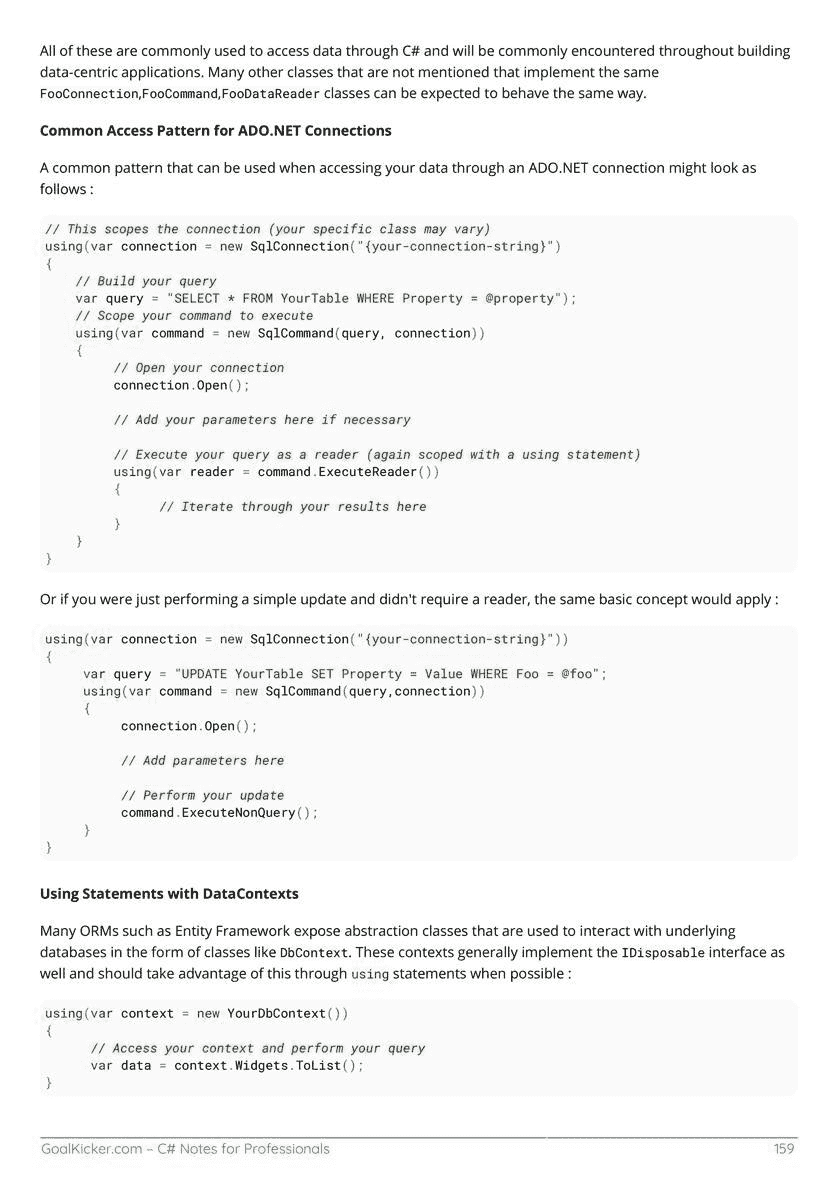 All of these are commonly used to access data through C# and will be commonly encountered throughout building
data-centric applications. Many other classes that are not mentioned that implement the same
FooConnection,FooCommand,FooDataReader classes can be expected to behave the same way.
Common Access Pattern for ADO.NET Connections
A common pattern that can be used when accessing your data through an ADO.NET connection might look as
follows :
// This scopes the connection (your specific class may vary)
using(var connection = new SqlConnection("{your-connection-string}")
{
    // Build your query
    var query = "SELECT * FROM YourTable WHERE Property = @property");
    // Scope your command to execute
    using(var command = new SqlCommand(query, connection))
    {
         // Open your connection
         connection.Open();
         // Add your parameters here if necessary
         // Execute your query as a reader (again scoped with a using statement)
         using(var reader = command.ExecuteReader())
         {
               // Iterate through your results here
         }
    }
}
Or if you were just performing a simple update and didn't require a reader, the same basic concept would apply :
using(var connection = new SqlConnection("{your-connection-string}"))
{
     var query = "UPDATE YourTable SET Property = Value WHERE Foo = @foo";
     using(var command = new SqlCommand(query,connection))
     {
          connection.Open();
          // Add parameters here
          // Perform your update
          command.ExecuteNonQuery();
     }
}
Using Statements with DataContexts
Many ORMs such as Entity Framework expose abstraction classes that are used to interact with underlying
databases in the form of classes like DbContext. These contexts generally implement the IDisposable interface as
well and should take advantage of this through using statements when possible :
using(var context = new YourDbContext())
{
      // Access your context and perform your query
      var data = context.Widgets.ToList();
}
GoalKicker.com – C# Notes for Professionals 159